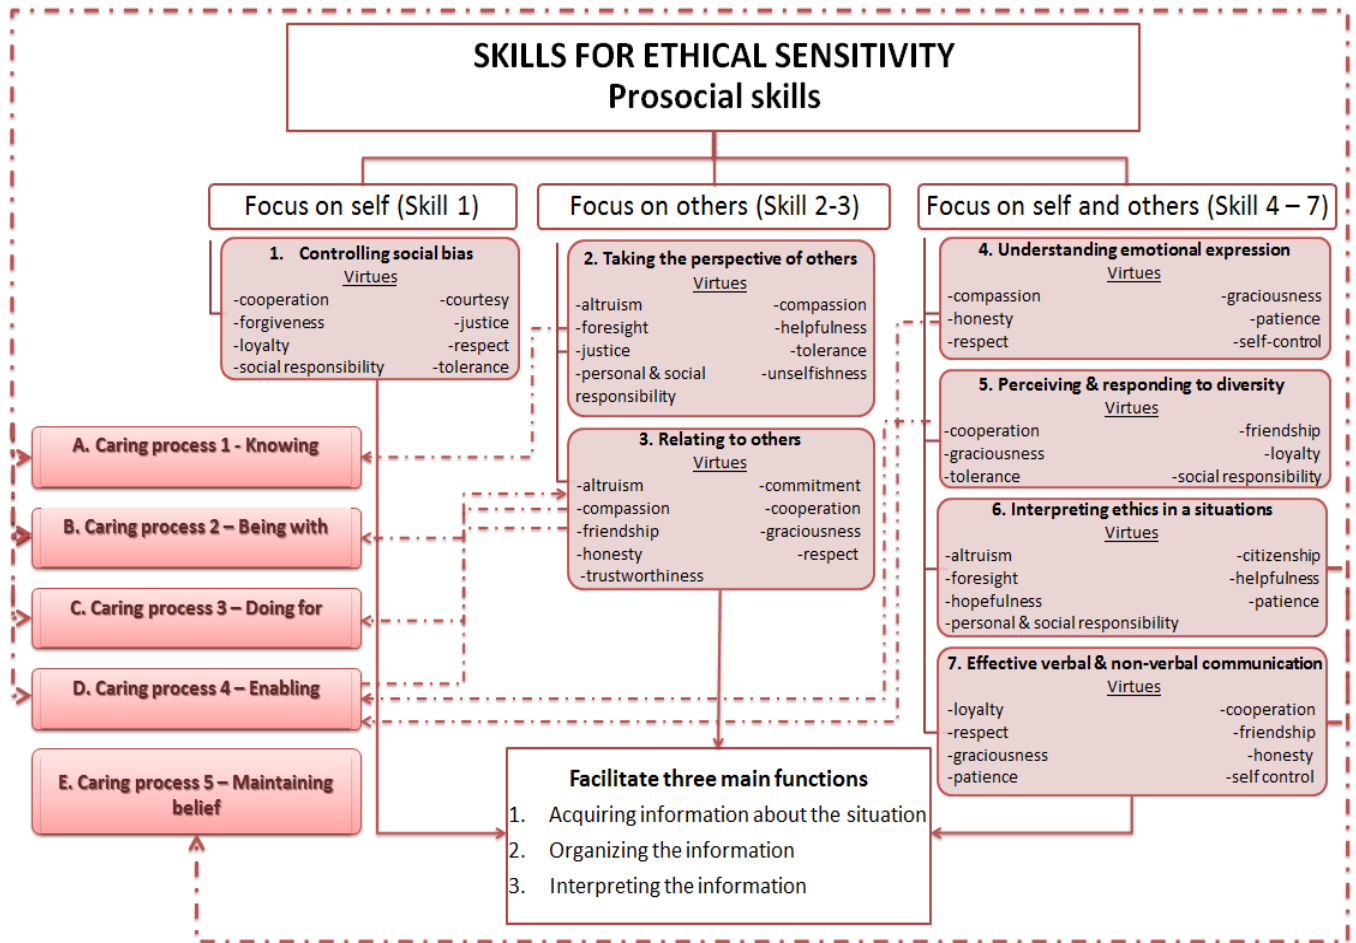 SKILLS FOR ETHICAL SENSITIVITY
Prosocial skills
Focus on self (Skill 1)
Focus on others (Skill 2-3)
Focus on self and others (Skill 4 – 7)
1. Controlling social bias
Virtues
-cooperation -courtesy
-forgiveness -justice
-loyalty -respect
-social responsibility -tolerance
2. Taking the perspective of others
Virtues
-altruism -compassion
-foresight -helpfulness
-justice -tolerance
-personal & social -unselfishness
responsibility
3. Relating to others
Virtues
-altruism -commitment
-compassion -cooperation
-friendship -graciousness
-honesty -respect
-trustworthiness
4. Understanding emotional expression
Virtues
-compassion -graciousness
-honesty -patience
-respect -self-control
5. Perceiving & responding to diversity
Virtues
-cooperation -friendship
-graciousness -loyalty
-tolerance -social responsibility
6. Interpreting ethics in a situations
Virtues
-altruism -citizenship
-foresight -helpfulness
-hopefulness -patience
-personal & social responsibility
7. Effective verbal & non-verbal communication
Virtues
-loyalty -cooperation
-respect -friendship
-graciousness -honesty
-patience -self control
A. Caring process 1 - Knowing
B. Caring process 2 – Being with
C. Caring process 3 – Doing for
D. Caring process 4 – Enabling
E. Caring process 5 – Maintaining
belief
Facilitate three main functions
1. Acquiring information about the situation
2. Organizing the information
3. Interpreting the information